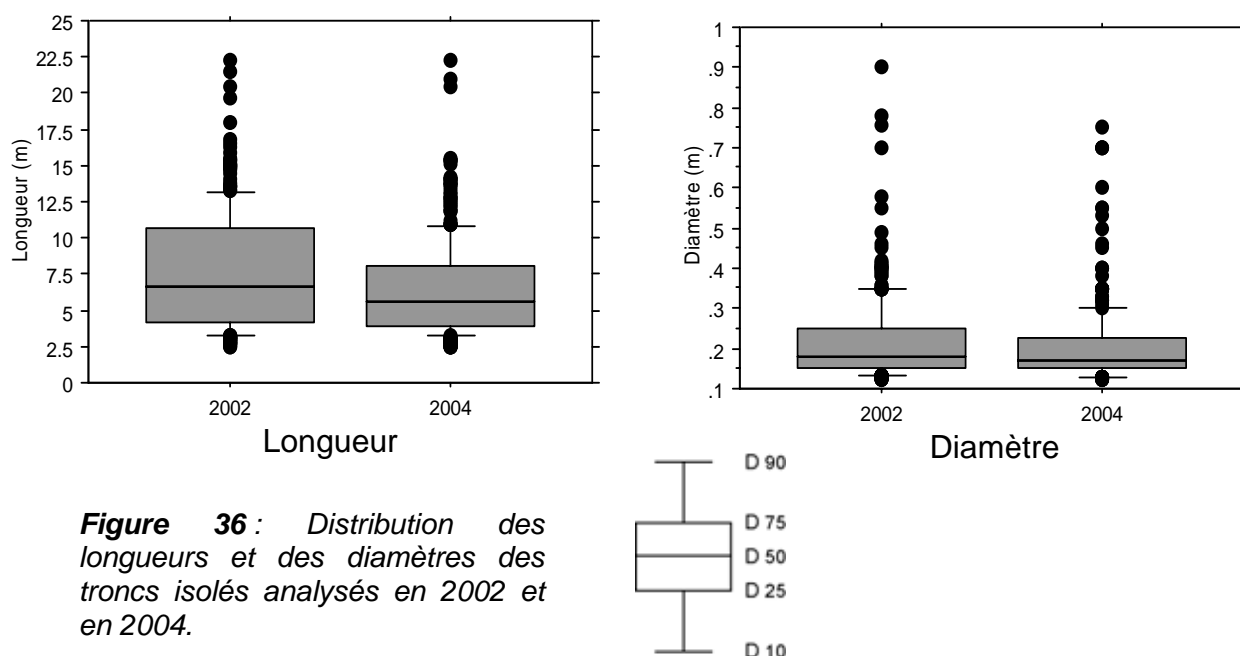 25
22.5
20
17.5
15
12.5
10
7.5
5
2.5
0
Longueur (m)
2002
2004
Longueur
1
.9
.8
.7
.6
.5
.4
.3
.2
.1
Diamètre (m)
2002
2004
Diamètre
Figure 36 : Distribution des
longueurs et des diamètres des
troncs isolés analysés en 2002 et
en 2004.
D 90
D 75
D 50
D 25
D 10